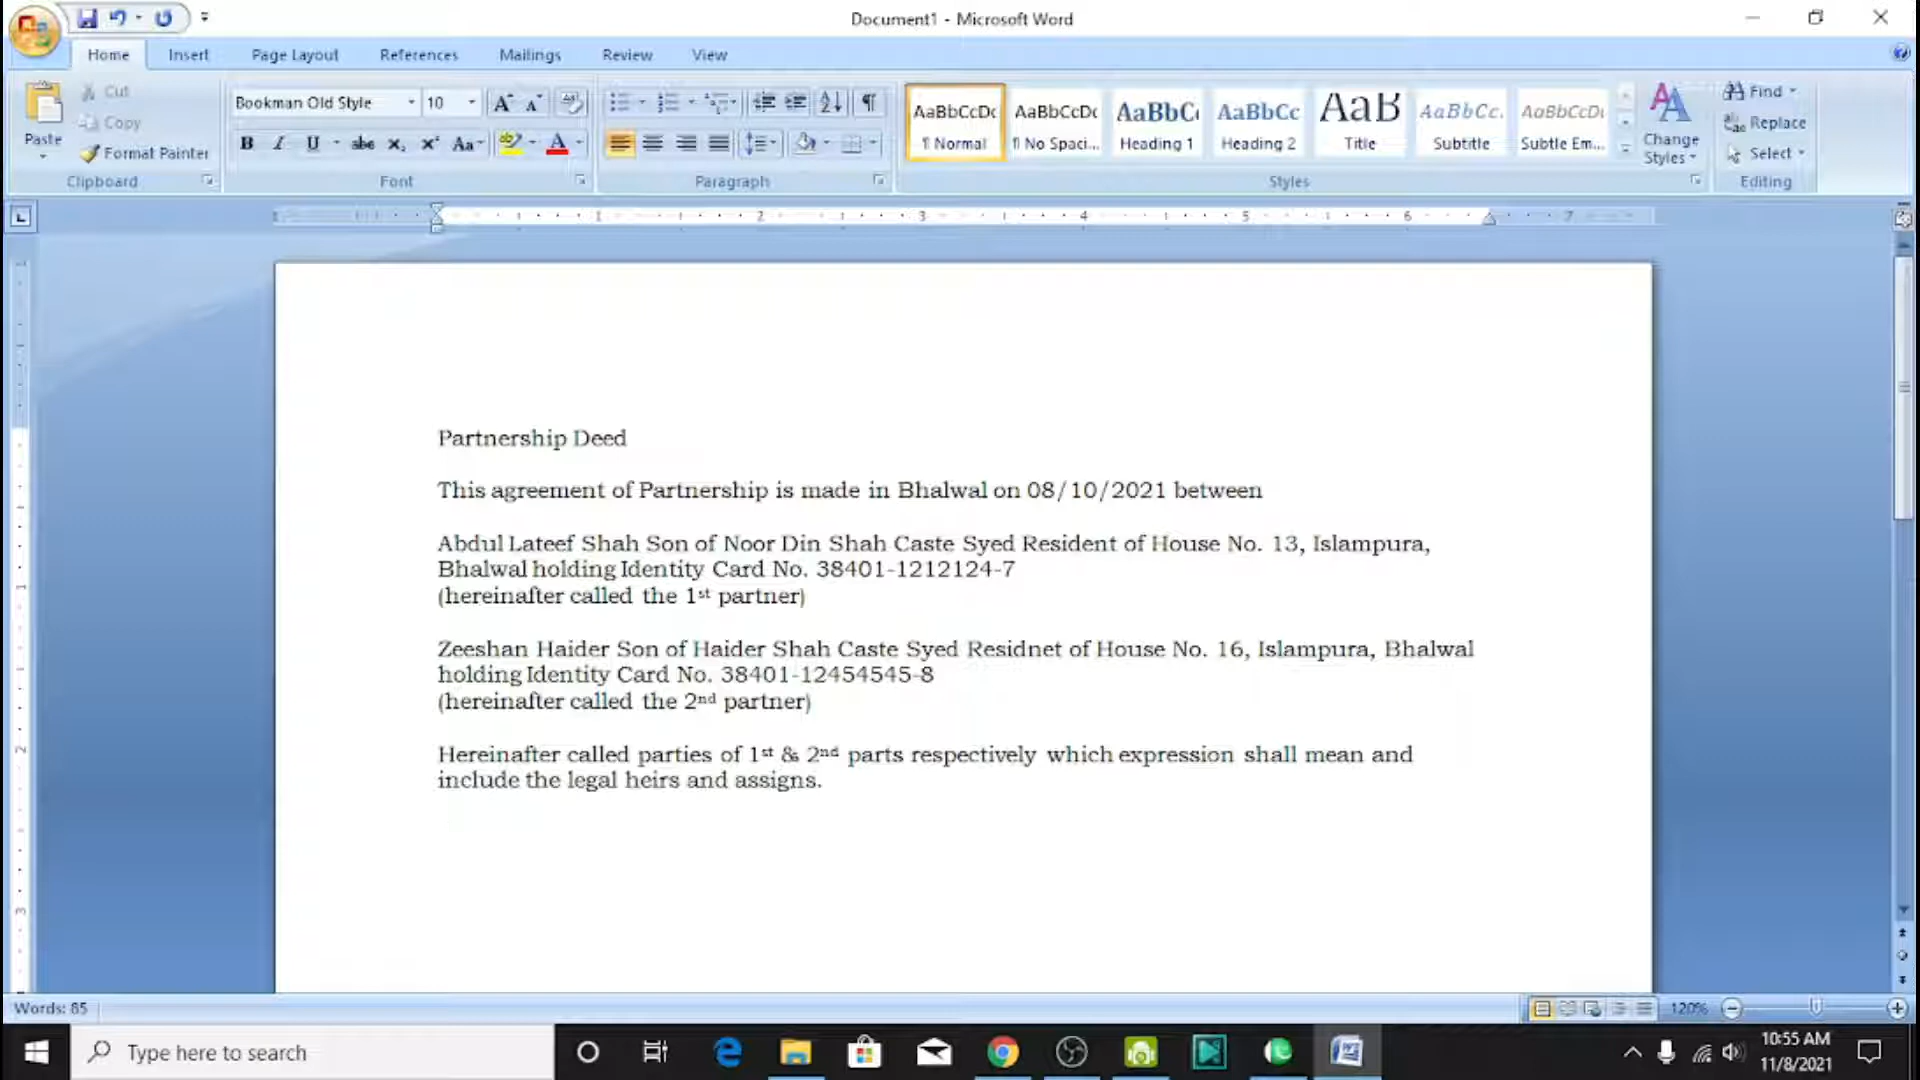 Document1 - Microsoft Word
Home Insert Page Layout References Mailings Review View
Paste
Cut
Copy
Format Painter
Clipboard
Bookman Old Style 10
B I U abe x₂ x² Aa
Font
Paragraph
AaBbCcDc AaBbCcDc AaBbC AaBbCc AaB AaBbCc. AaBbCcDi
¶ Normal ¶ No Spaci... Heading 1 Heading 2 Title Subtitle Subtle Em...
Styles
Change Styles
Find
Replace
Select
Editing
1 2 3 4 5 6 7
Partnership Deed
This agreement of Partnership is made in Bhalwal on 08/10/2021 between
Abdul Lateef Shah Son of Noor Din Shah Caste Syed Resident of House No. 13, Islampura,
Bhalwal holding Identity Card No. 38401-1212124-7
(hereinafter called the 1st partner)
Zeeshan Haider Son of Haider Shah Caste Syed Residnet of House No. 16, Islampura, Bhalwal
holding Identity Card No. 38401-12454545-8
(hereinafter called the 2nd partner)
Hereinafter called parties of 1st & 2nd parts respectively which expression shall mean and
include the legal heirs and assigns.
Words: 85
120%
Type here to search
10:55 AM
11/8/2021